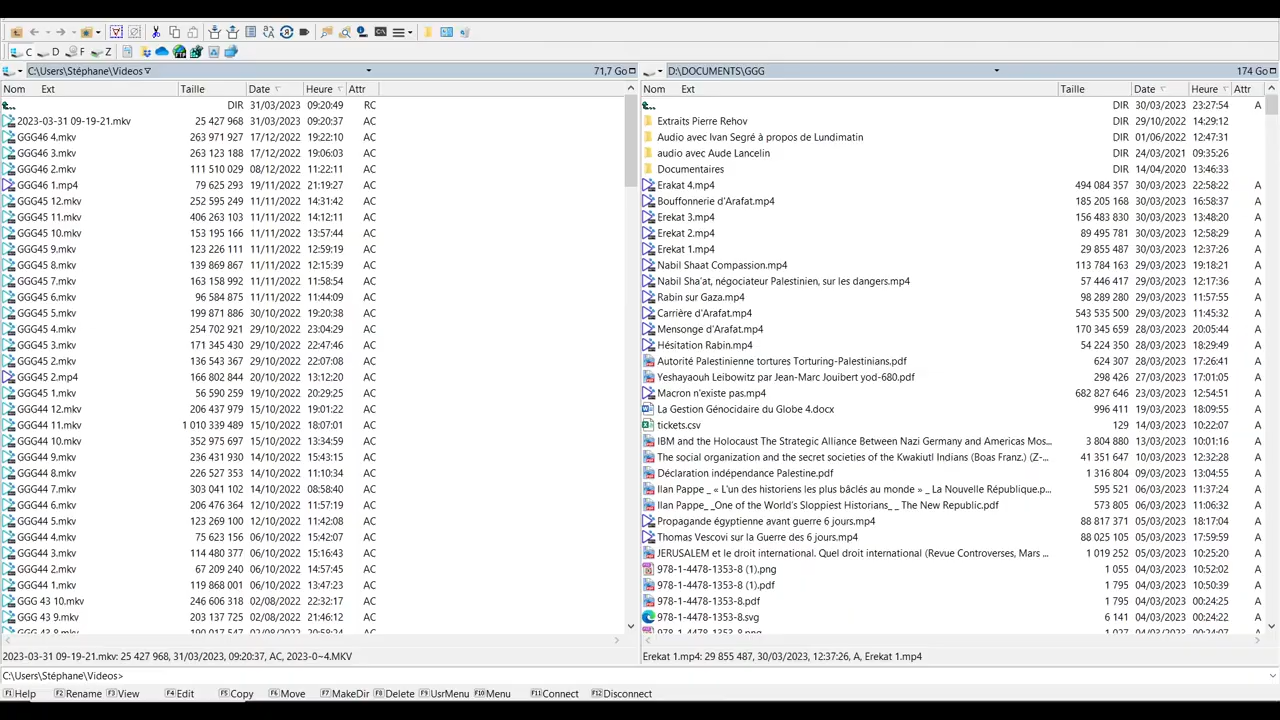 C D F Z
C:\Users\Stéphane\Videos 71,7 Go
Nom Ext Taille Date Heure Attr
DIR 31/03/2023 09:20:49 RC
2023-03-31 09-19-21.mkv 25 427 968 31/03/2023 09:20:37 AC
GGG46 4.mkv 263 971 927 17/12/2022 19:22:10 AC
GGG46 3.mkv 263 123 188 17/12/2022 19:06:03 AC
GGG46 2.mkv 111 510 029 08/12/2022 11:22:11 AC
GGG46 1.mp4 79 625 293 19/11/2022 21:19:27 AC
GGG45 12.mkv 252 595 249 11/11/2022 14:31:42 AC
GGG45 11.mkv 406 263 103 11/11/2022 14:12:11 AC
GGG45 10.mkv 153 195 166 11/11/2022 13:57:44 AC
GGG45 9.mkv 123 226 111 11/11/2022 12:59:19 AC
GGG45 8.mkv 139 869 867 11/11/2022 12:15:39 AC
GGG45 7.mkv 163 158 992 11/11/2022 11:58:54 AC
GGG45 6.mkv 96 584 875 11/11/2022 11:44:09 AC
GGG45 5.mkv 199 871 886 30/10/2022 19:20:38 AC
GGG45 4.mkv 254 702 921 29/10/2022 23:04:29 AC
GGG45 3.mkv 171 345 430 29/10/2022 22:47:46 AC
GGG45 2.mkv 136 543 367 29/10/2022 22:07:08 AC
GGG45 2.mp4 166 802 844 20/10/2022 13:12:20 AC
GGG45 1.mkv 56 590 259 19/10/2022 20:29:25 AC
GGG44 12.mkv 206 437 979 15/10/2022 19:01:22 AC
GGG44 11.mkv 1 010 339 489 15/10/2022 18:07:01 AC
GGG44 10.mkv 352 975 697 15/10/2022 13:34:59 AC
GGG44 9.mkv 236 431 930 14/10/2022 15:43:15 AC
GGG44 8.mkv 226 527 353 14/10/2022 11:10:34 AC
GGG44 7.mkv 303 041 102 14/10/2022 08:58:40 AC
GGG44 6.mkv 206 476 364 12/10/2022 11:57:19 AC
GGG44 5.mkv 123 269 100 12/10/2022 11:42:08 AC
GGG44 4.mkv 75 623 156 06/10/2022 15:42:07 AC
GGG44 3.mkv 114 480 377 06/10/2022 15:16:43 AC
GGG44 2.mkv 67 209 240 06/10/2022 14:57:45 AC
GGG44 1.mkv 119 868 001 06/10/2022 13:47:23 AC
GGG 43 10.mkv 246 606 318 02/08/2022 22:32:17 AC
GGG 43 9.mkv 203 137 725 02/08/2022 21:46:12 AC
2023-03-31 09-19-21.mkv: 25 427 968, 31/03/2023, 09:20:37, AC, 2023-0~4.MKV
D:\DOCUMENTS\GGG 174 Go
Nom Ext Taille Date Heure Attr
DIR 30/03/2023 23:27:54 A
Extraits Pierre Rehov DIR 29/10/2022 14:29:12
Audio avec Ivan Segré à propos de Lundimatin DIR 01/06/2022 12:47:31
audio avec Aude Lancelin DIR 24/03/2021 09:35:26
Documentaires DIR 14/04/2020 13:46:33
Erakat 4.mp4 494 084 357 30/03/2023 22:58:22 A
Bouffonnerie d'Arafat.mp4 185 205 168 30/03/2023 16:58:37 A
Erekat 3.mp4 156 483 830 30/03/2023 13:48:20 A
Erekat 2.mp4 89 495 781 30/03/2023 12:58:29 A
Erekat 1.mp4 29 855 487 30/03/2023 12:37:26 A
Nabil Shaat Compassion.mp4 113 784 163 29/03/2023 19:18:21 A
Nabil Sha'at, négociateur Palestinien, sur les dangers.mp4 57 446 417 29/03/2023 12:17:36 A
Rabin sur Gaza.mp4 98 289 280 29/03/2023 11:57:55 A
Carrière d'Arafat.mp4 543 535 500 29/03/2023 11:45:32 A
Mensonge d'Arafat.mp4 170 345 659 28/03/2023 20:05:44 A
Hésitation Rabin.mp4 54 224 350 28/03/2023 18:29:49 A
Autorité Palestinienne tortures Torturing-Palestinians.pdf 624 307 28/03/2023 17:26:41 A
Yeshayaouh Leibowitz par Jean-Marc Jouibert yod-680.pdf 298 426 27/03/2023 17:01:05 A
Macron n'existe pas.mp4 682 827 646 23/03/2023 12:54:51 A
La Gestion Génocidaire du Globe 4.docx 996 411 19/03/2023 18:09:55 A
tickets.csv 129 14/03/2023 10:22:07 A
IBM and the Holocaust The Strategic Alliance Between Nazi Germany and Americas Mos... 3 804 880 13/03/2023 10:01:16 A
The social organization and the secret societies of the Kwakiutl Indians (Boas Franz.) (Z-... 41 351 647 10/03/2023 12:32:28 A
Déclaration indépendance Palestine.pdf 1 316 804 09/03/2023 13:04:55 A
Ilan Pappe _ « L'un des historiens les plus bâclés au monde » _ La Nouvelle République.p... 595 521 06/03/2023 11:37:24 A
Ilan Pappe_ _One of the World's Sloppiest Historians_ _ The New Republic.pdf 573 805 06/03/2023 11:06:32 A
Propagande égyptienne avant guerre 6 jours.mp4 88 817 371 05/03/2023 18:17:04 A
Thomas Vescovi sur la Guerre des 6 jours.mp4 88 025 105 05/03/2023 17:59:59 A
JERUSALEM et le droit international. Quel droit international (Revue Controverses, Mars ... 1 019 252 05/03/2023 10:25:20 A
978-1-4478-1353-8 (1).png 1 055 04/03/2023 10:52:02 A
978-1-4478-1353-8 (1).pdf 1 795 04/03/2023 10:50:39 A
978-1-4478-1353-8.pdf 1 795 04/03/2023 00:24:25 A
978-1-4478-1353-8.svg 6 141 04/03/2023 00:24:22 A
Erekat 1.mp4: 29 855 487, 30/03/2023, 12:37:26, A, Erekat 1.mp4
C:\Users\Stéphane\Videos>
F1 Help F2 Rename F3 View F4 Edit F5 Copy F6 Move F7 MakeDir F8 Delete F9 UsrMenu F10 Menu F11 Connect F12 Disconnect